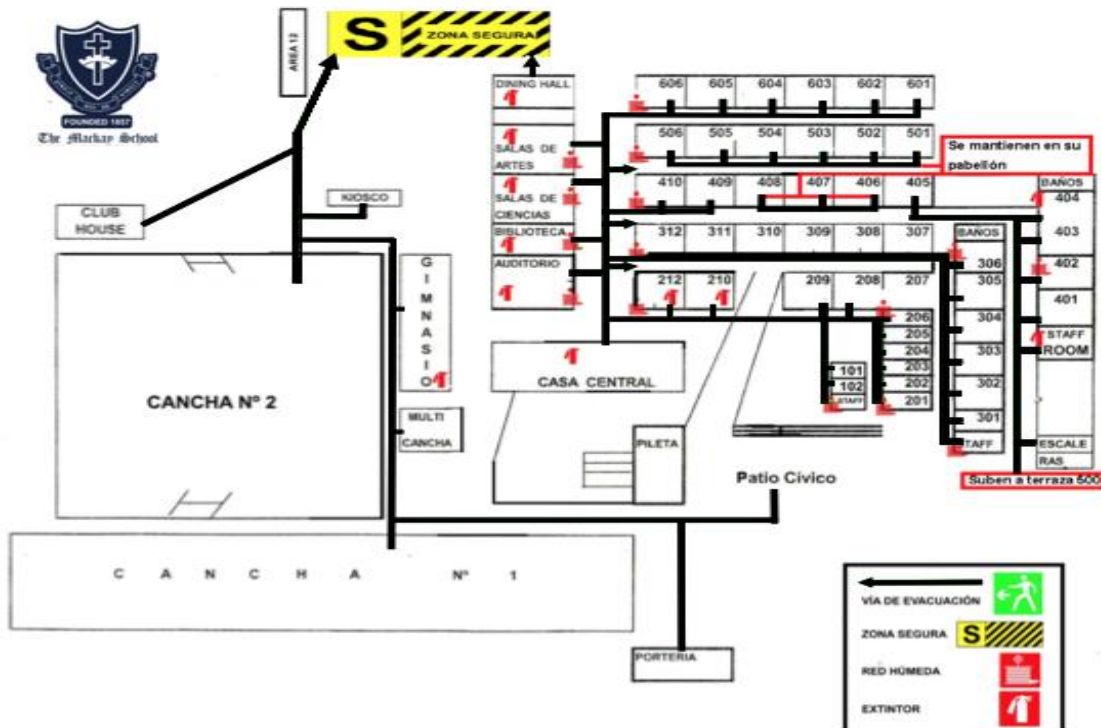 S ZONA SEGURA
AREA 12
FOUNDED 1857
The Mackay School
DINING HALL
606 605 604 603 602 601
506 505 504 503 502 501
Se mantienen en su
pabellón
SALAS DE
ARTES
410 409 408 407 406 405
BAÑOS
404
403
402
401
STAFF
ROOM
ESCALE
RAS
KIOSCO
CLUB
HOUSE
SALAS DE
CIENCIAS
BIBLIOTECA
AUDITORIO
312 311 310 309 308 307
BAÑOS
306
305
304
303
302
301
STAFF
212 210 209 208 207
206
205
204
203
202
201
101
102
STAFF
GIMNASIO
CASA CENTRAL
CANCHA Nº 2
MULTI
CANCHA
PILETA
Patio Cívico
Suben a terraza 500
CANCHA Nº 1
PORTERIA
VÍA DE EVACUACIÓN
ZONA SEGURA S
RED HÚMEDA
EXTINTOR